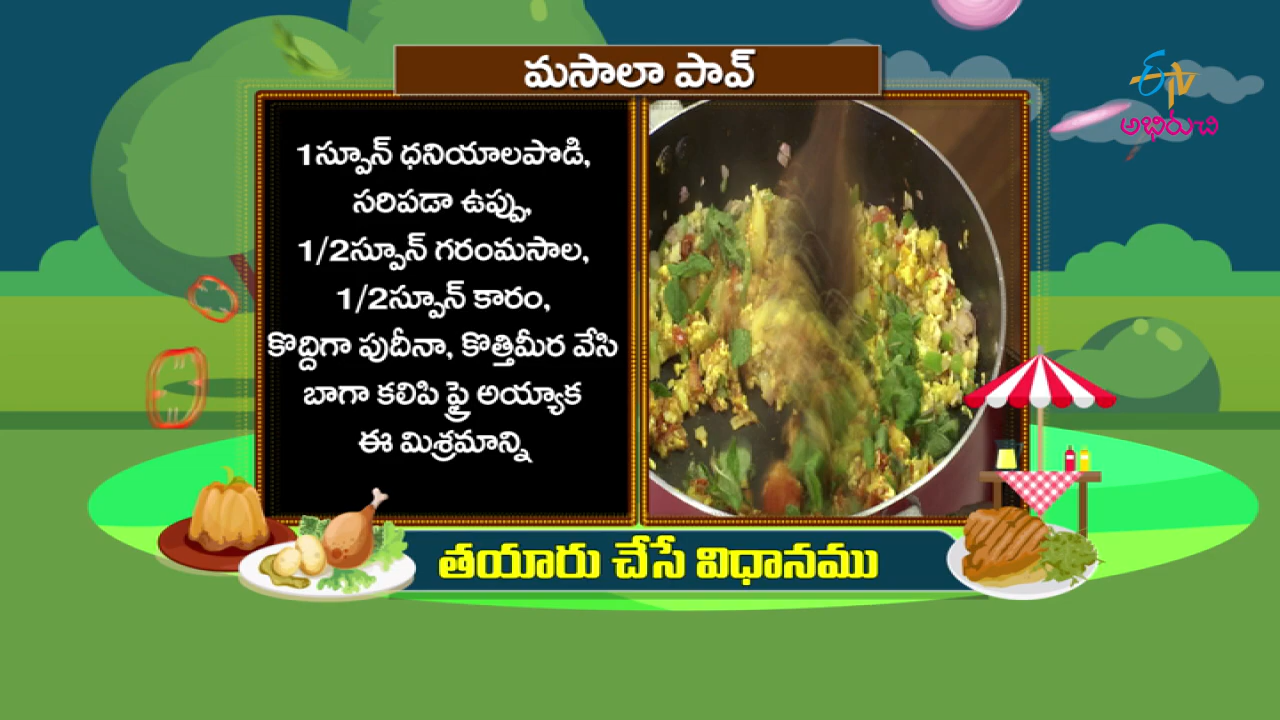 మసాలా పావ్
ఈtv
అభిరుచి
1స్పూన్ ధనియాలపొడి,
సరిపడా ఉప్పు,
1/2స్పూన్ గరంమసాల,
1/2స్పూన్ కారం,
కొద్దిగా పుదీనా, కొత్తిమీర వేసి
బాగా కలిపి ఫ్రై అయ్యాక
ఈ మిశ్రమాన్ని
తయారు చేసే విధానము